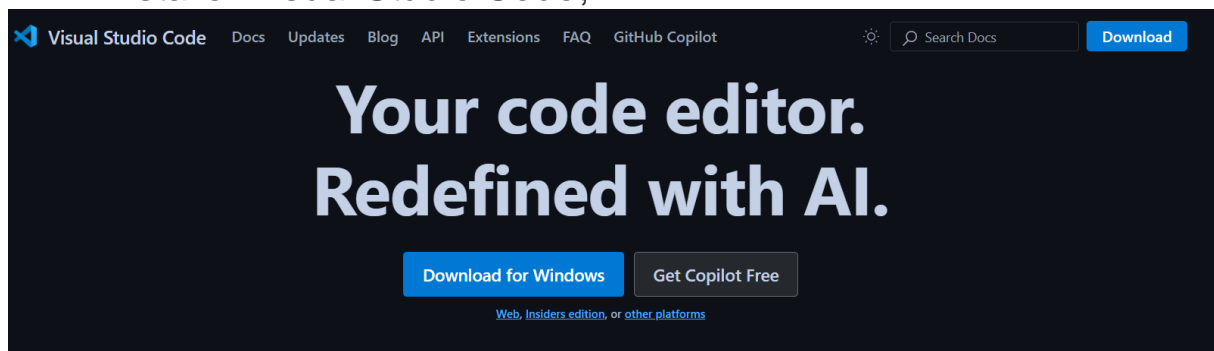 Visual Studio Code Docs Updates Blog API Extensions FAQ GitHub Copilot Search Docs Download
Your code editor.
Redefined with AI.
Download for Windows Get Copilot Free
Web, Insiders edition, or other platforms